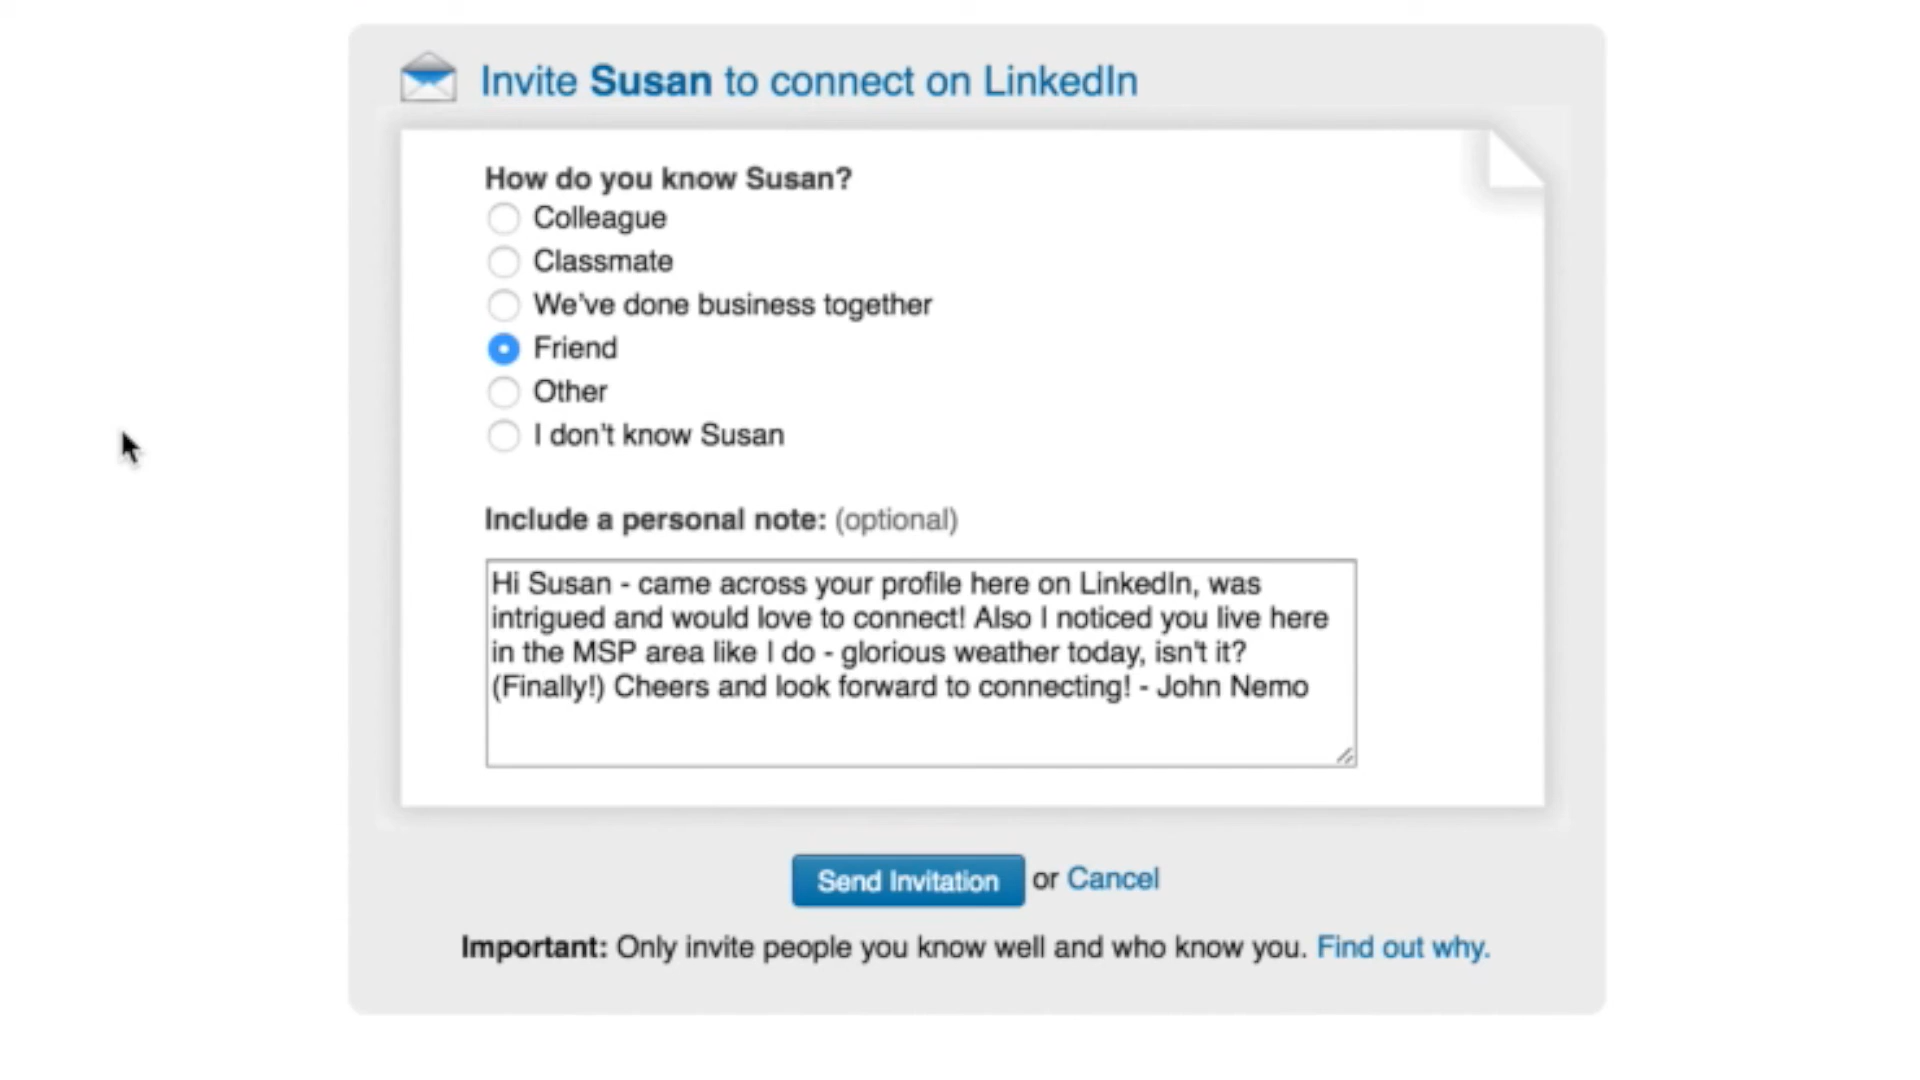 Invite Susan to connect on LinkedIn
How do you know Susan?
Colleague
Classmate
We've done business together
Friend
Other
I don't know Susan
Include a personal note: (optional)
Hi Susan - came across your profile here on LinkedIn, was
intrigued and would love to connect! Also I noticed you live here
in the MSP area like I do - glorious weather today, isn't it?
(Finally!) Cheers and look forward to connecting! - John Nemo
Send Invitation or Cancel
Important: Only invite people you know well and who know you. Find out why.